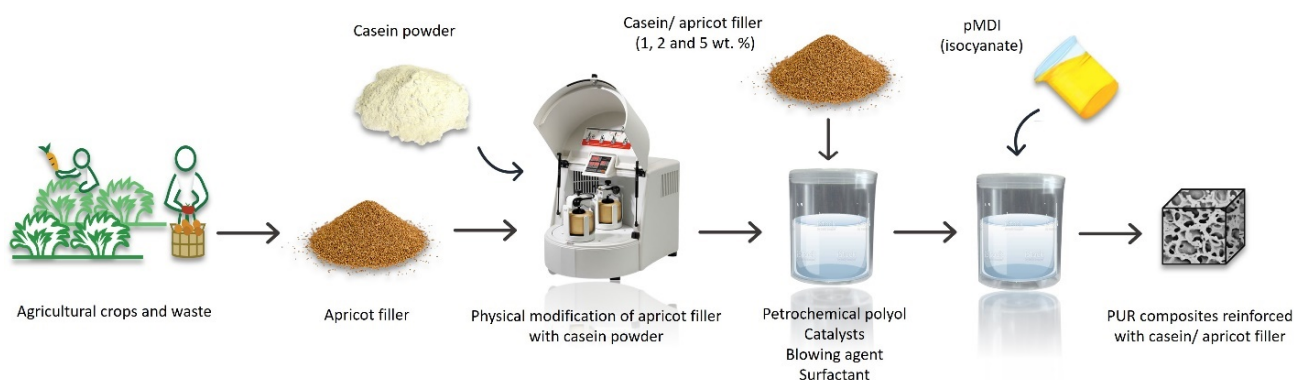 Casein powder
Casein/ apricot filler
(1, 2 and 5 wt. %)
pMDI
(isocyanate)
Agricultural crops and waste
Apricot filler
Physical modification of apricot filler
with casein powder
Petrochemical polyol
Catalysts
Blowing agent
Surfactant
PUR composites reinforced
with casein/ apricot filler